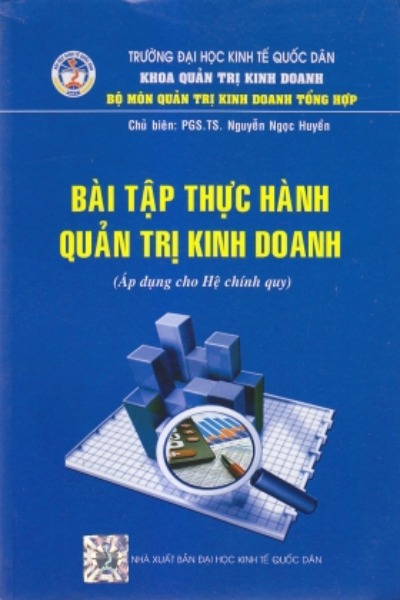 TRƯỜNG ĐẠI HỌC KINH TẾ QUỐC DÂN
KHOA QUẢN TRỊ KINH DOANH
BỘ MÔN QUẢN TRỊ KINH DOANH TỔNG HỢP
Chủ biên: PGS.TS. Nguyễn Ngọc Huyền
BÀI TẬP THỰC HÀNH
QUẢN TRỊ KINH DOANH
(Áp dụng cho Hệ chính quy)
NHÀ XUẤT BẢN ĐẠI HỌC KINH TẾ QUỐC DÂN